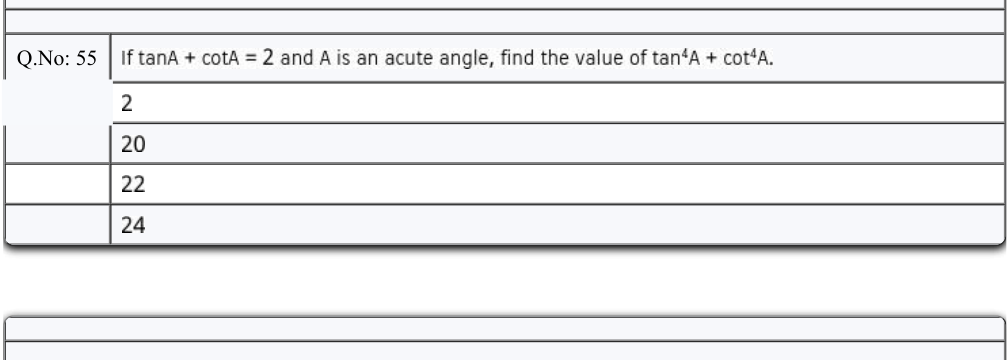 Q.No: 55 If tanA + cotA = 2 and A is an acute angle, find the value of tan⁴A + cot⁴A.
2
20
22
24